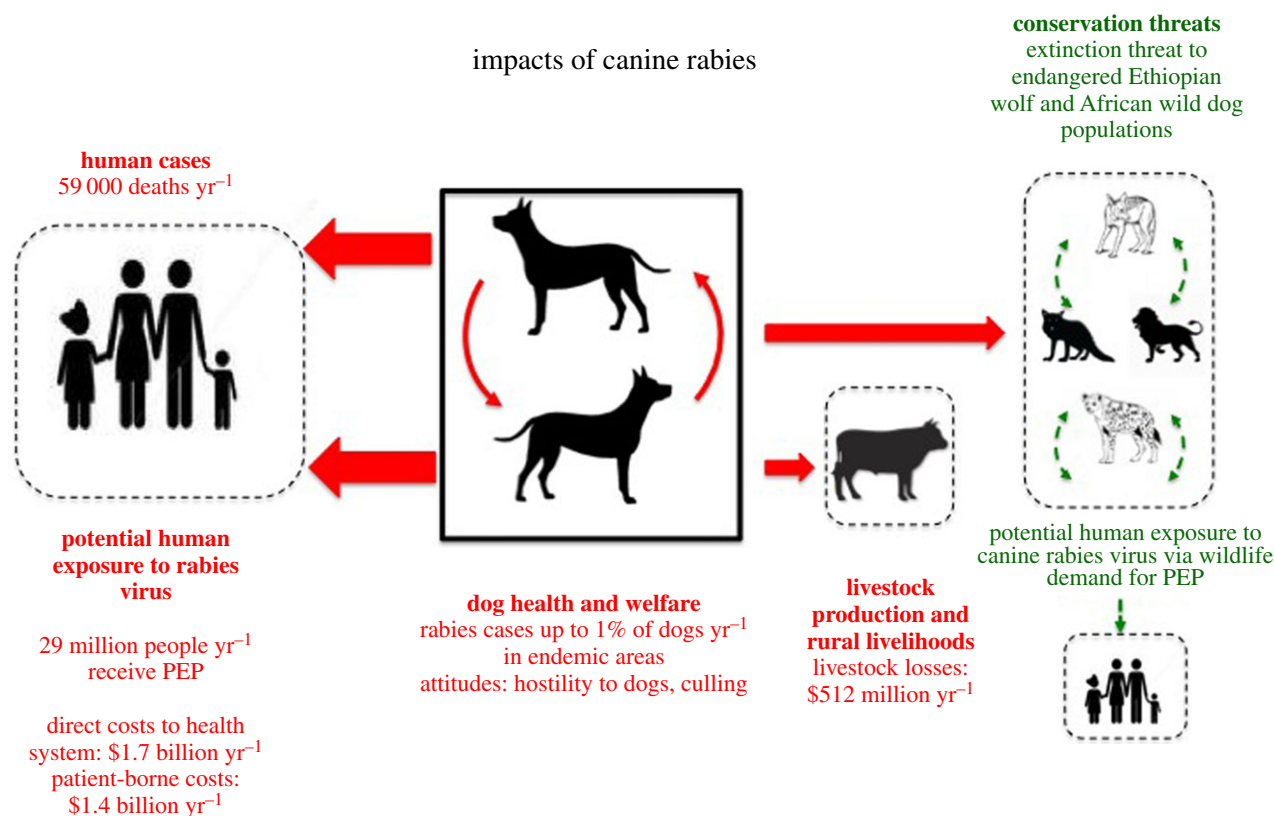 impacts of canine rabies
conservation threats
extinction threat to
endangered Ethiopian
wolf and African wild dog
populations
human cases
59 000 deaths yr⁻¹
potential human
exposure to rabies
virus
29 million people yr⁻¹
receive PEP
direct costs to health
system: $1.7 billion yr⁻¹
patient-borne costs:
$1.4 billion yr⁻¹
dog health and welfare
rabies cases up to 1% of dogs yr⁻¹
in endemic areas
attitudes: hostility to dogs, culling
livestock
production and
rural livelihoods
livestock losses:
$512 million yr⁻¹
potential human exposure to
canine rabies virus via wildlife
demand for PEP